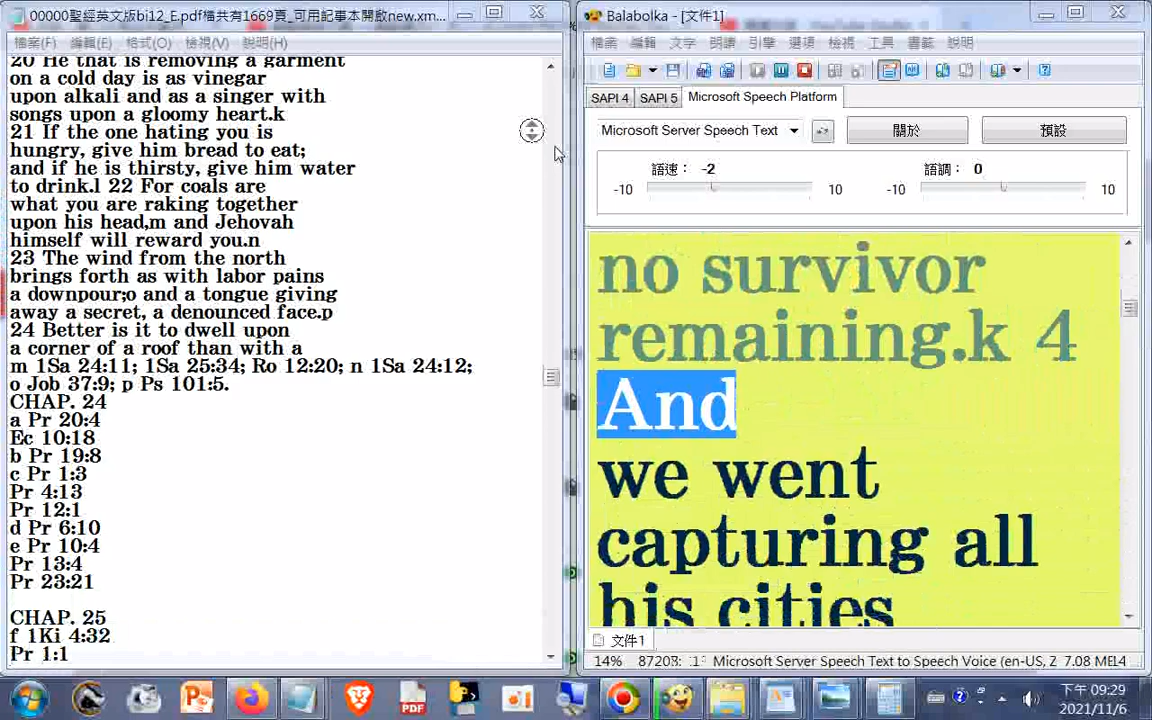 00000聖經英文版bi12_E.pdf檔共有1669頁_可用記事本開啟new.xm...
檔案(F) 編輯(E) 格式(O) 檢視(V) 說明(H)
20 He that is removing a garment
on a cold day is as vinegar
upon alkali and as a singer with
songs upon a gloomy heart.k
21 If the one hating you is
hungry, give him bread to eat;
and if he is thirsty, give him water
to drink.l 22 For coals are
what you are raking together
upon his head,m and Jehovah
himself will reward you.n
23 The wind from the north
brings forth as with labor pains
a downpour;o and a tongue giving
away a secret, a denounced face.p
24 Better is it to dwell upon
a corner of a roof than with a
m 1Sa 24:11; 1Sa 25:34; Ro 12:20; n 1Sa 24:12;
o Job 37:9; p Ps 101:5.
CHAP. 24
a Pr 20:4
Ec 10:18
b Pr 19:8
c Pr 1:3
Pr 4:13
Pr 12:1
d Pr 6:10
e Pr 10:4
Pr 13:4
Pr 23:21
CHAP. 25
f 1Ki 4:32
Pr 1:1
Balabolka - [文件1]
檔案 編輯 文字 朗讀 引擎 選項 檢視 工具 書籤 說明
SAPI 4 SAPI 5 Microsoft Speech Platform
Microsoft Server Speech Text 關於 預設
語速： -2 語調： 0
-10 10 -10 10
no survivor
remaining.k 4
And
we went
capturing all
his cities
文件1
14% Microsoft Server Speech Text to Speech Voice (en-US, Z 7.08 ME
PDF
下午 09:29
2021/11/6